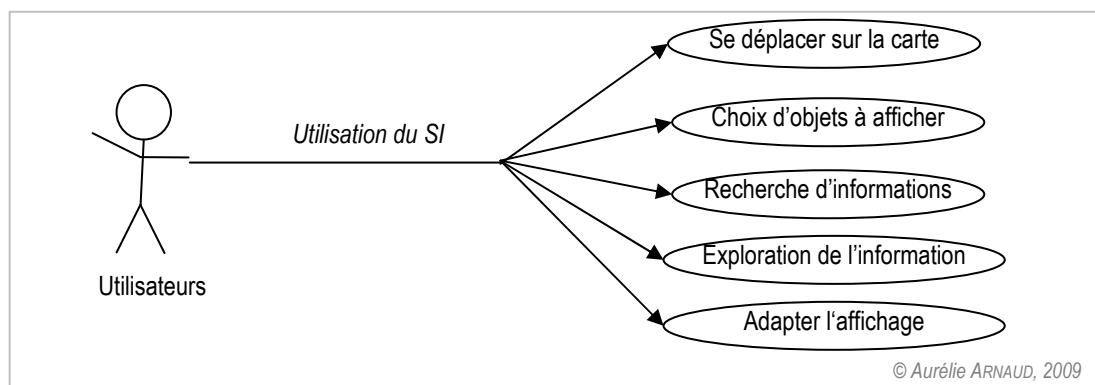 Se déplacer sur la carte
Choix d’objets à afficher
Utilisation du SI
Recherche d’informations
Exploration de l’information
Utilisateurs
Adapter l‘affichage
© Aurélie ARNAUD, 2009